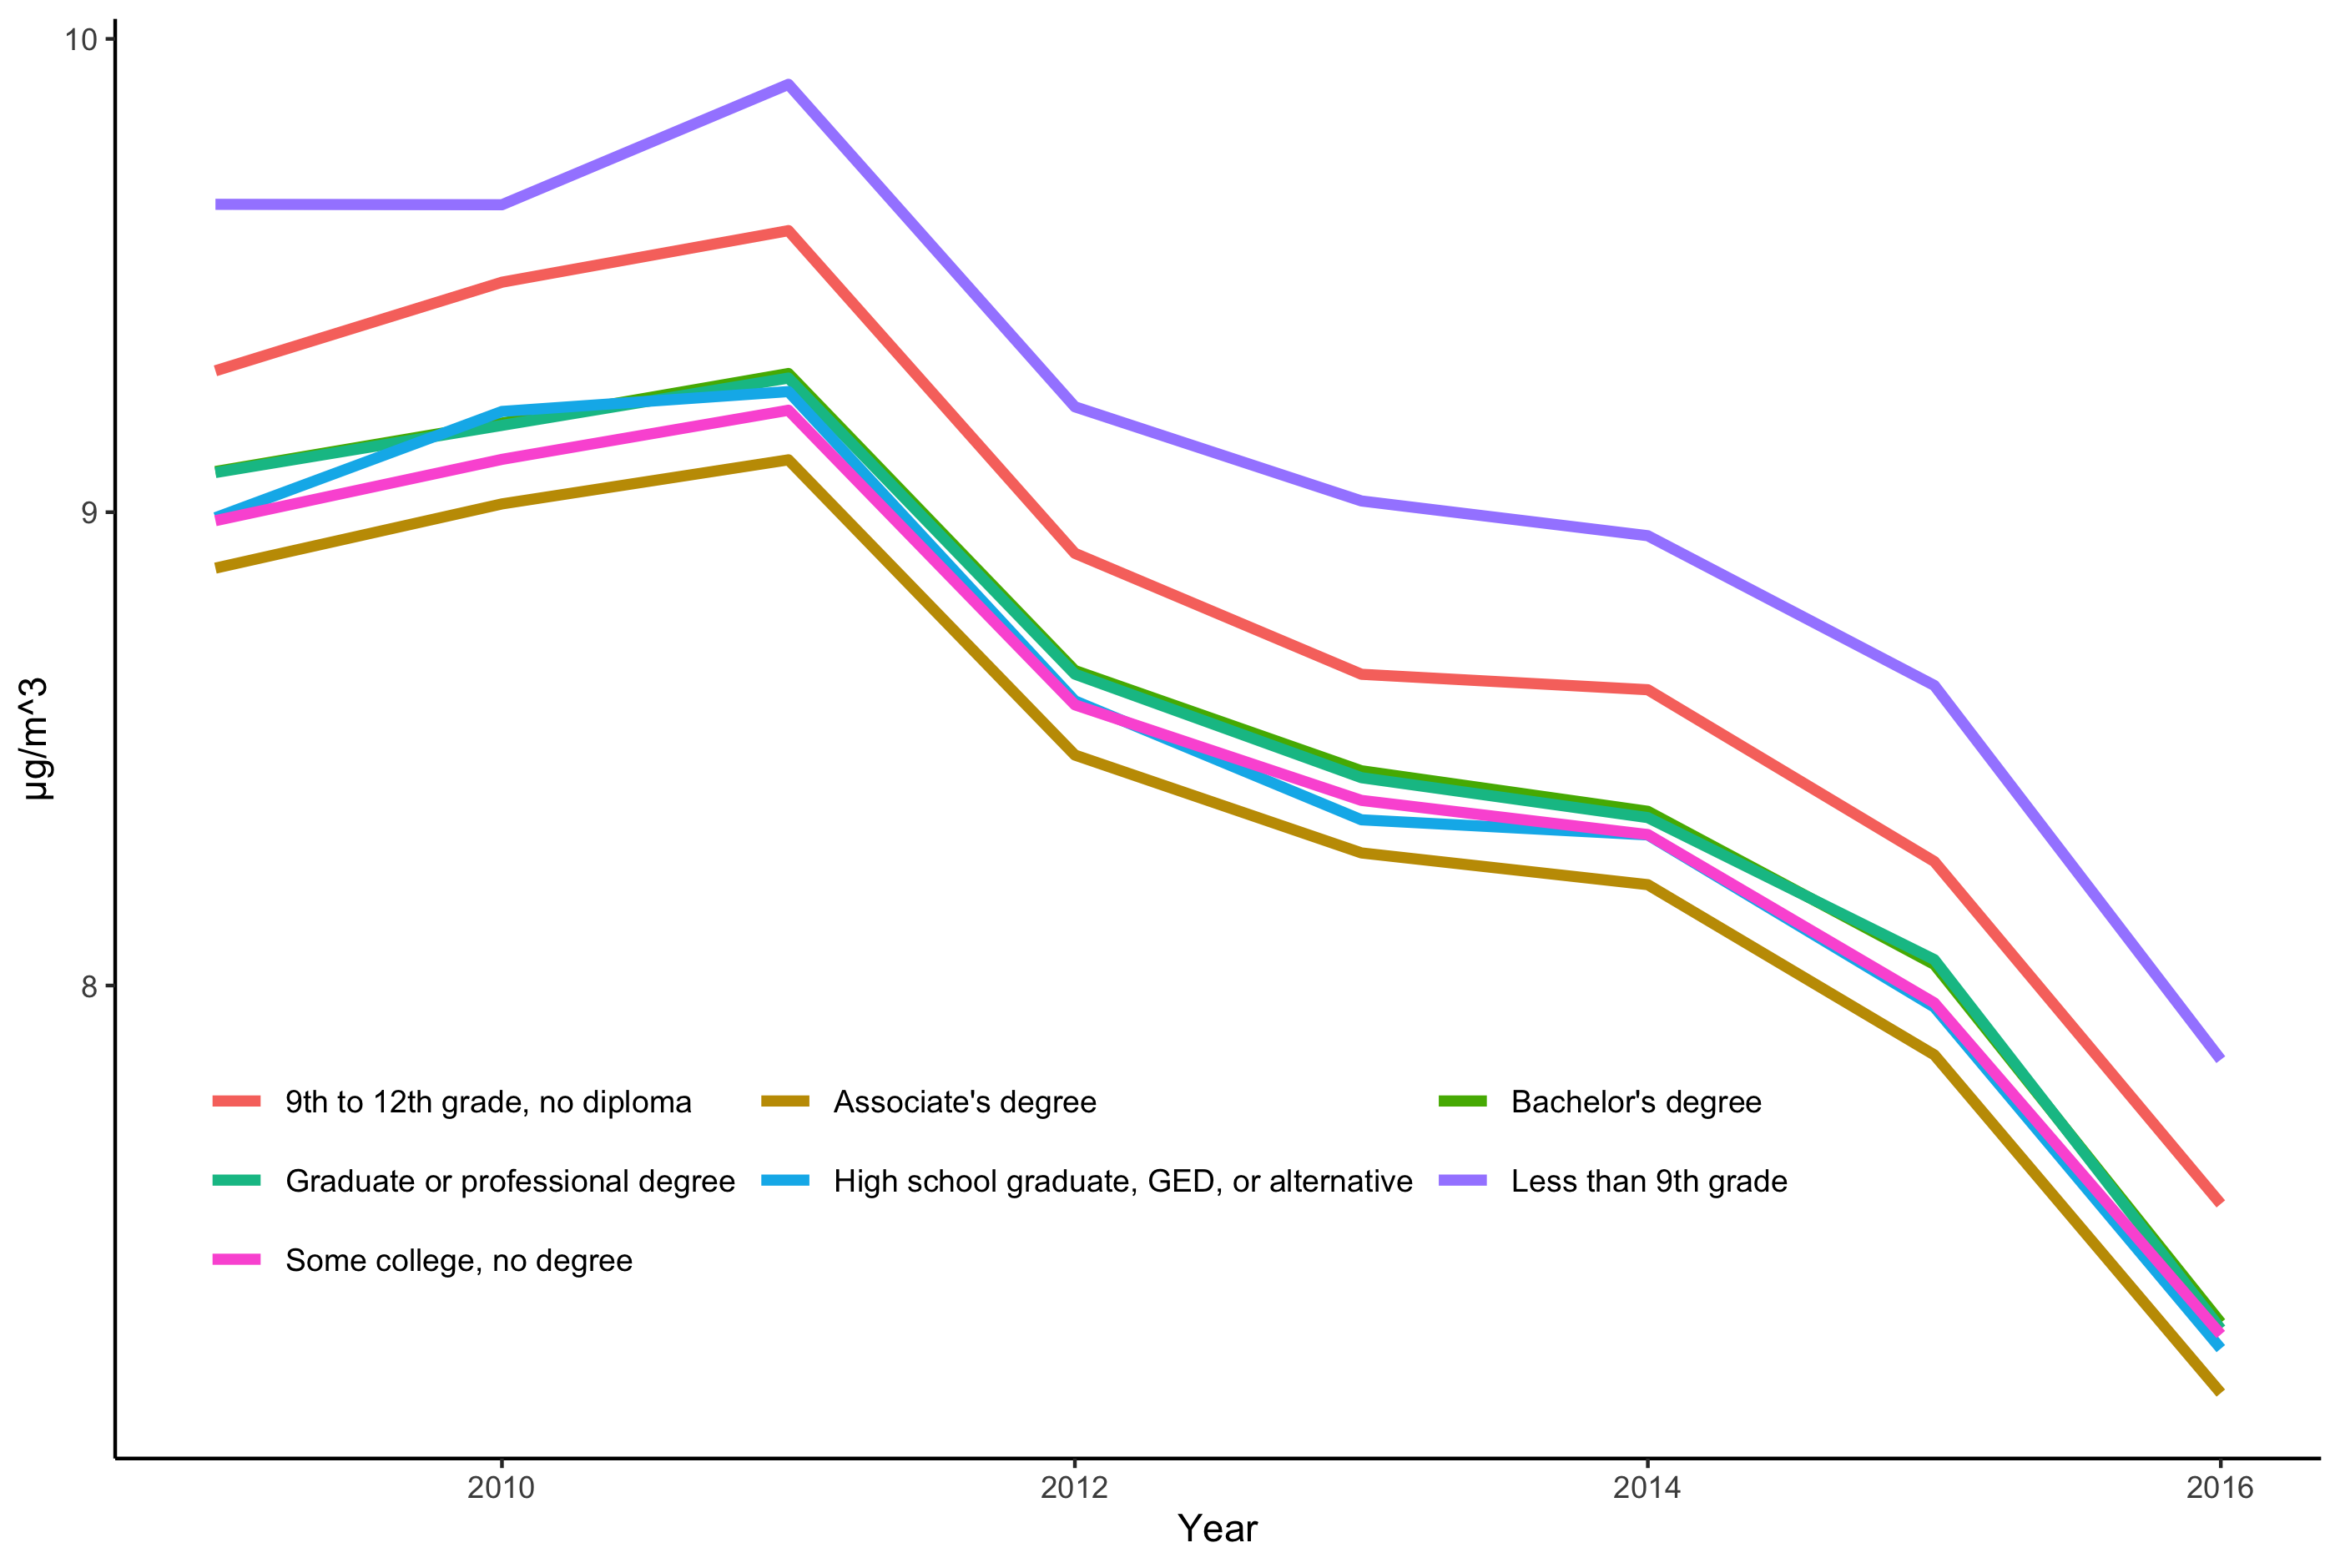 10
9
8
µg/m^3
9th to 12th grade, no diploma
Associate's degree
Bachelor's degree
Graduate or professional degree
High school graduate, GED, or alternative
Less than 9th grade
Some college, no degree
2010
2012
2014
2016
Year